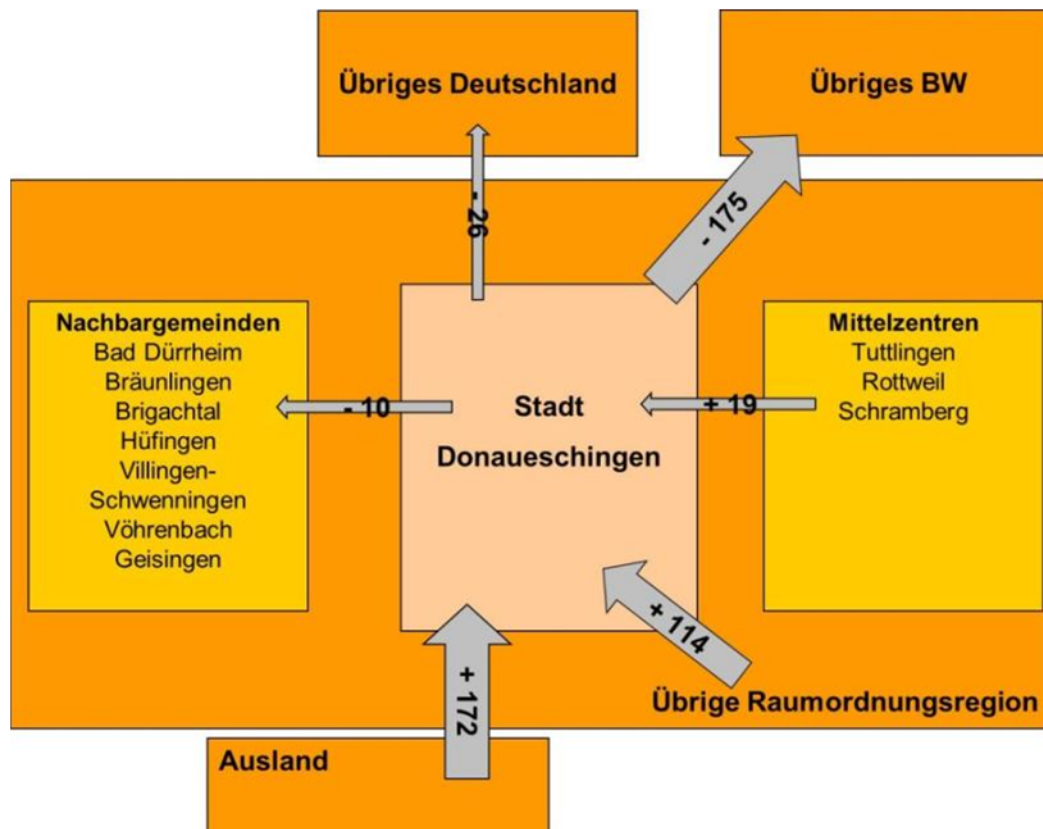 Übriges Deutschland
Übriges BW
- 26
- 175
Nachbargemeinden
Bad Dürrheim
Bräunlingen
Brigachtal
Hüfingen
Villingen-
Schwenningen
Vöhrenbach
Geisingen
- 10
Stadt
Donaueschingen
+ 19
Mittelzentren
Tuttlingen
Rottweil
Schramberg
+ 172
+ 114
Übrige Raumordnungsregion
Ausland